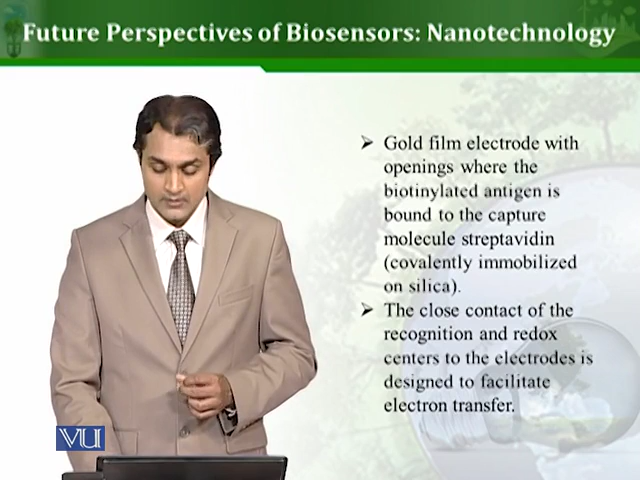 Future Perspectives of Biosensors: Nanotechnology
➢ Gold film electrode with
openings where the
biotinylated antigen is
bound to the capture
molecule streptavidin
(covalently immobilized
on silica).
➢ The close contact of the
recognition and redox
centers to the electrodes is
designed to facilitate
electron transfer.
VU